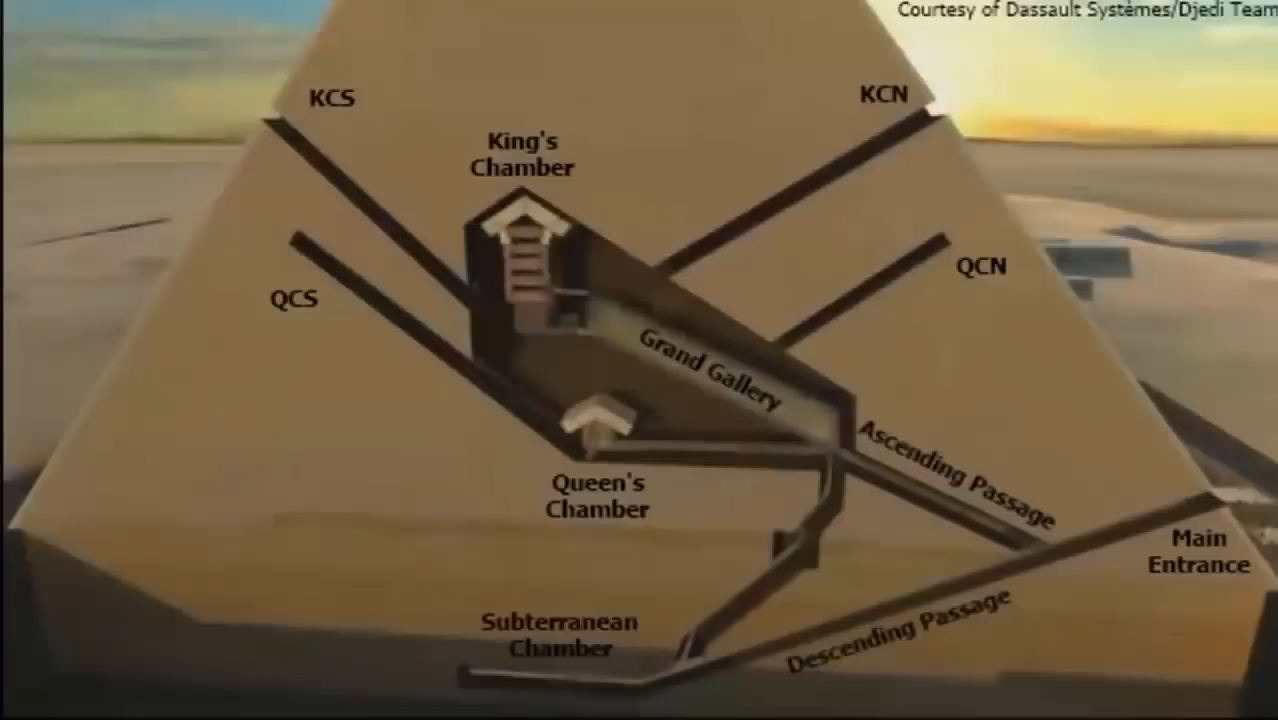 Courtesy of Dassault Systèmes/Djedi Team
KCS
KCN
King's
Chamber
QCS
QCN
Grand Gallery
Ascending Passage
Queen's
Chamber
Main
Entrance
Subterranean
Chamber
Descending Passage